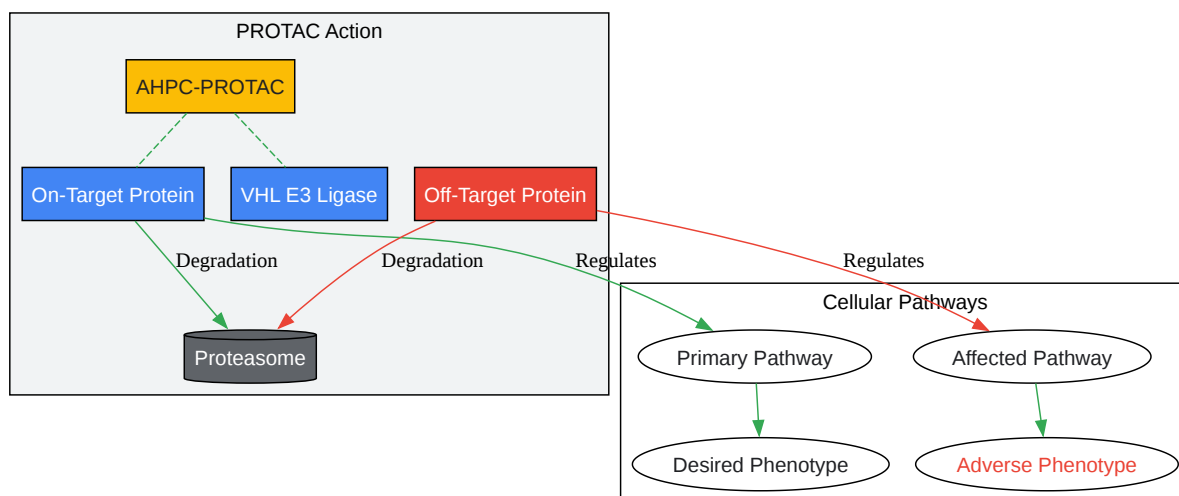 PROTAC Action
AHPC-PROTAC
On-Target Protein
VHL E3 Ligase
Off-Target Protein
Degradation
Degradation
Regulates
Regulates
Cellular Pathways
Proteasome
Primary Pathway
Affected Pathway
Desired Phenotype
Adverse Phenotype